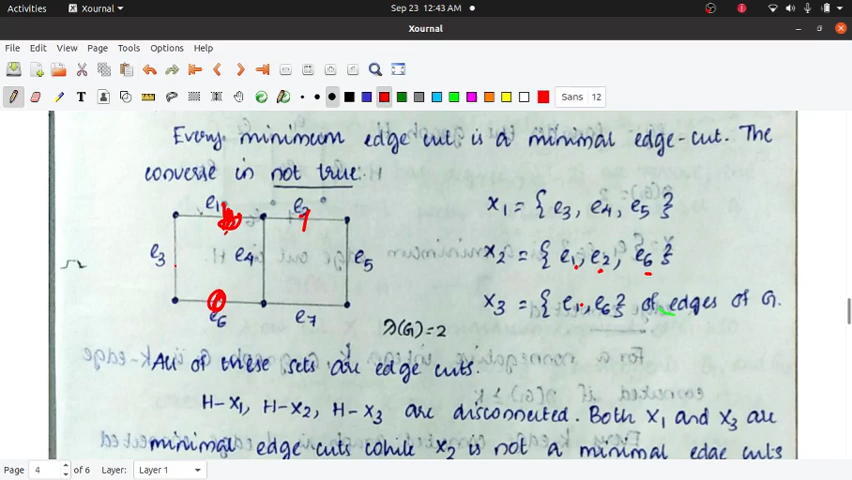 Activities Xournal Sep 23 12:43 AM
Xournal
File Edit View Page Tools Options Help
Sans 12
Every minimum edge cut is a minimal edge-cut. The
converse in not true.
e1 e2
e3 e4 e5
e6 e7
λ(G)=2
x1 = { e3, e4, e5 }
x2 = { e1, e2, e6 }
x3 = { e1, e6 } of edges of G.
All of these sets are edge cuts.
H-x1, H-x2, H-x3 are disconnected. Both x1 and x3 are
minimal edge cuts while x2 is not a minimal edge cuts
Page 4 of 6 Layer: Layer 1